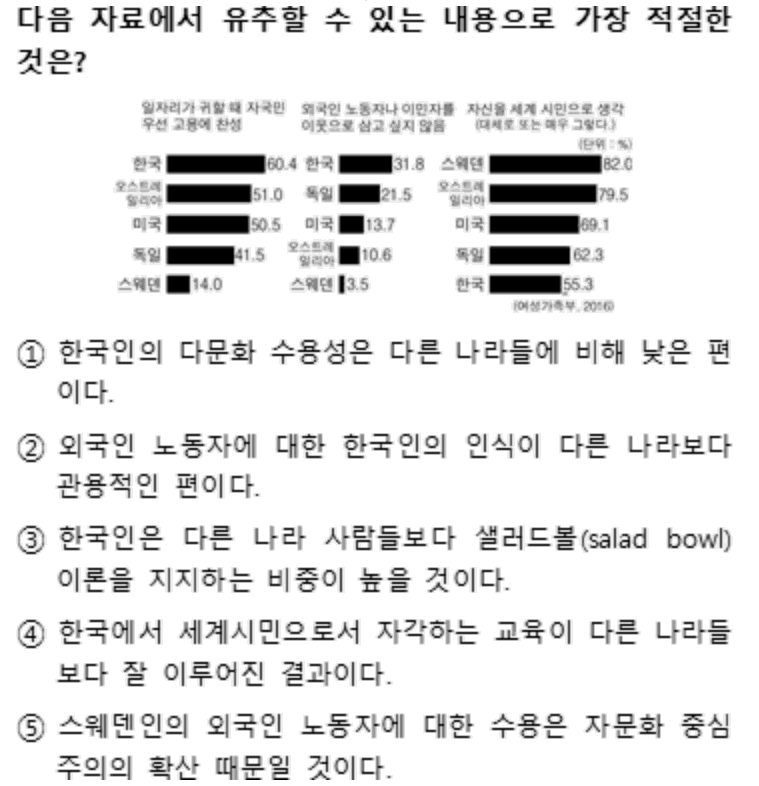 다음 자료에서 유추할 수 있는 내용으로 가장 적절한
것은?
일자리가 귀할 때 자국민
우선 고용에 찬성
한국 60.4
오스트레일리아 51.0
미국 50.5
독일 41.5
스웨덴 14.0
외국인 노동자나 이민자를
이웃으로 삼고 싶지 않음
한국 31.8
독일 21.5
미국 13.7
오스트레일리아 10.6
스웨덴 3.5
자신을 세계 시민으로 생각
(대체로 또는 매우 그렇다.)
(단위 : %)
스웨덴 82.0
오스트레일리아 79.5
미국 69.1
독일 62.3
한국 55.3
(여성가족부, 2016)
① 한국인의 다문화 수용성은 다른 나라들에 비해 낮은 편
이다.
② 외국인 노동자에 대한 한국인의 인식이 다른 나라보다
관용적인 편이다.
③ 한국인은 다른 나라 사람들보다 샐러드볼(salad bowl)
이론을 지지하는 비중이 높을 것이다.
④ 한국에서 세계시민으로서 자각하는 교육이 다른 나라들
보다 잘 이루어진 결과이다.
⑤ 스웨덴인의 외국인 노동자에 대한 수용은 자문화 중심
주의의 확산 때문일 것이다.